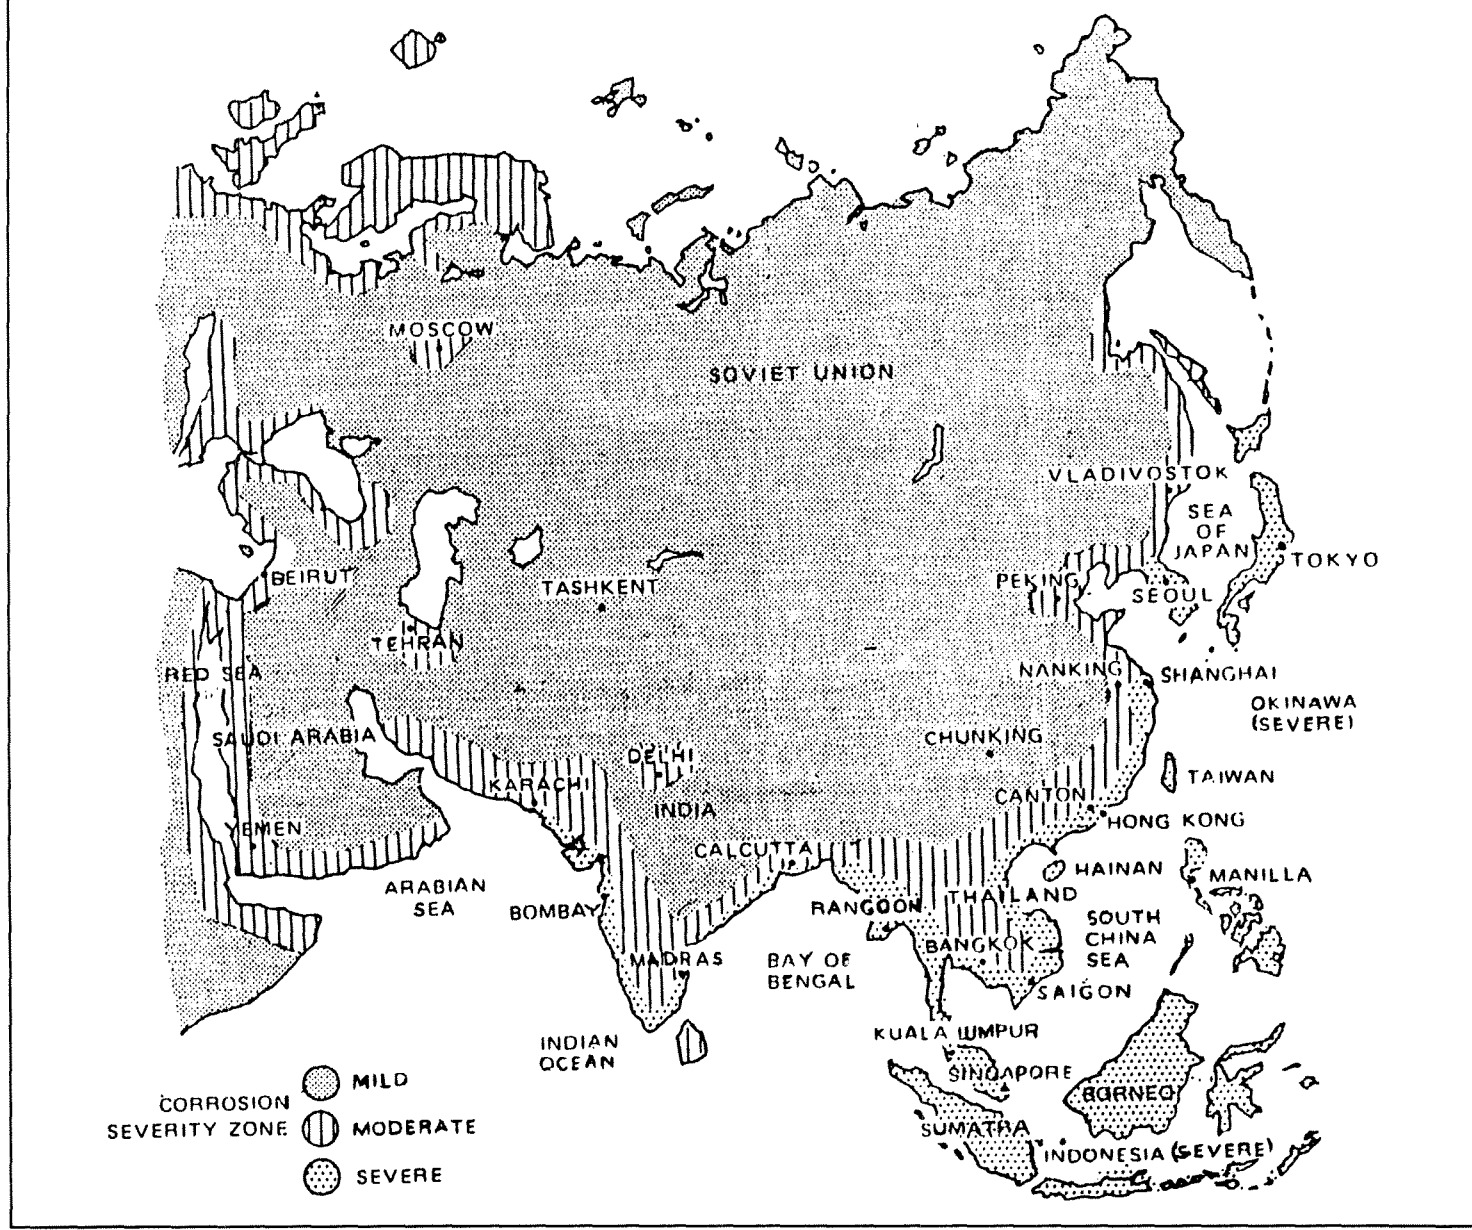 MOSCOW
SOVIET UNION
VLADIVOSTOK
SEA
OF
JAPAN
TOKYO
BEIRUT
TASHKENT
PEKING
SEOUL
TEHRAN
RED SEA
NANKING
SHANGHAI
OKINAWA
(SEVERE)
SAUDI ARABIA
CHUNKING
DELHI
KARACHI
TAIWAN
INDIA
CANTON
HONG KONG
YEMEN
CALCUTTA
HAINAN
MANILLA
ARABIAN
SEA
BOMBAY
RANGOON
THAILAND
SOUTH
CHINA
SEA
BANGKOK
MADRAS
BAY OF
BENGAL
SAIGON
INDIAN
OCEAN
KUALA LUMPUR
SINGAPORE
BORNEO
SUMATRA
INDONESIA (SEVERE)
CORROSION
SEVERITY ZONE
MILD
MODERATE
SEVERE